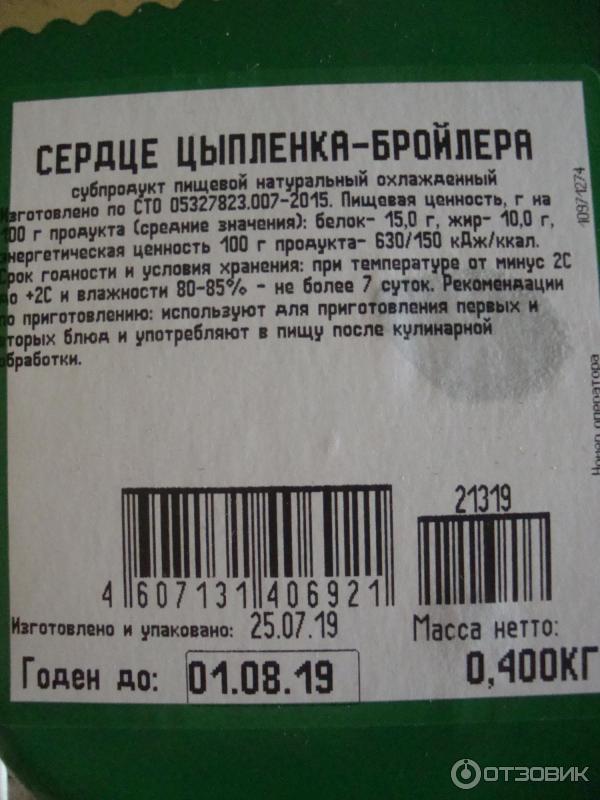 СЕРДЦЕ ЦЫПЛЕНКА-БРОЙЛЕРА
субпродукт пищевой натуральный охлажденный
Изготовлено по СТО 05327823.007-2015. Пищевая ценность, г на
100 г продукта (средние значения): белок- 15,0 г, жир- 10,0 г,
энергетическая ценность 100 г продукта- 630/150 кДж/ккал.
Срок годности и условия хранения: при температуре от минус 2С
до +2С и влажности 80-85% - не более 7 суток. Рекомендации
по приготовлению: используют для приготовления первых и
вторых блюд и употребляют в пищу после кулинарной
обработки.
10971274
Номер оператора
21319
4 607131 406921
Изготовлено и упаковано: 25.07.19
Масса нетто:
Годен до: 01.08.19
0,400КГ
ОТЗОВИК